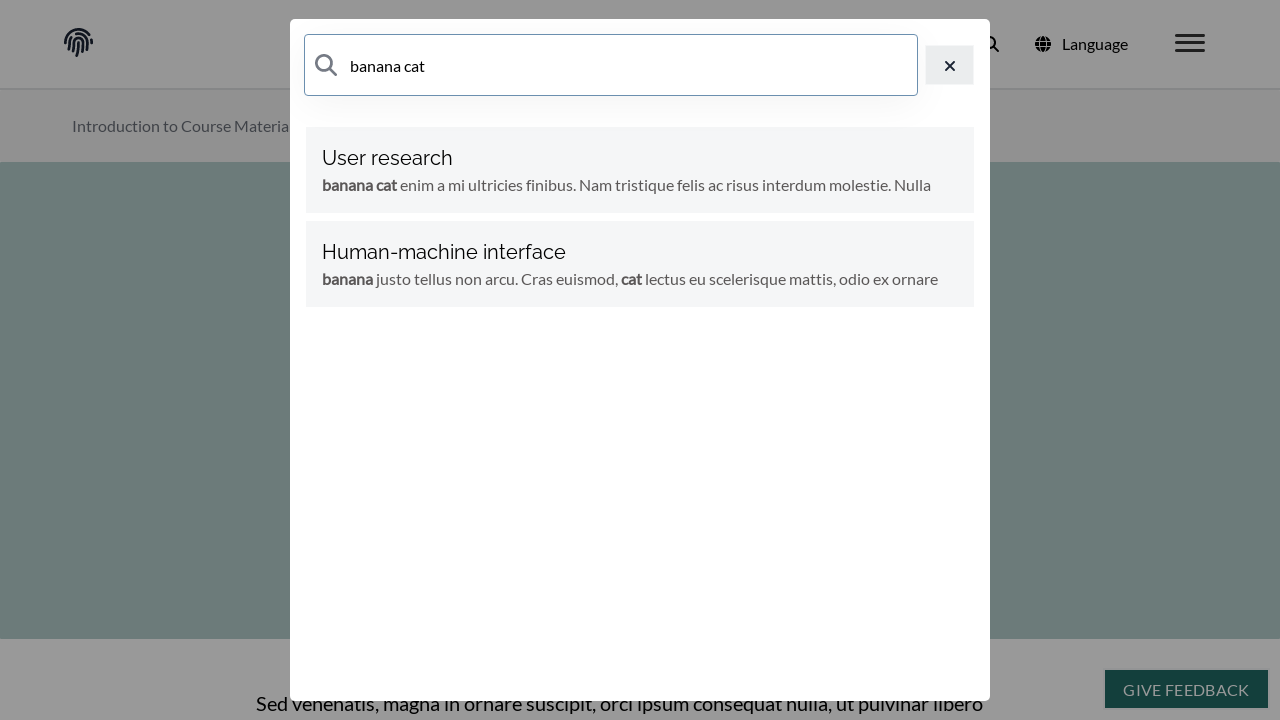 Language
banana cat
Introduction to Course Materia
User research
banana cat enim a mi ultricies finibus. Nam tristique felis ac risus interdum molestie. Nulla
Human-machine interface
banana justo tellus non arcu. Cras euismod, cat lectus eu scelerisque mattis, odio ex ornare
GIVE FEEDBACK
Sed venenatis, magna in ornare suscipit, orci ipsum consequat nulla, ut pulvinar libero